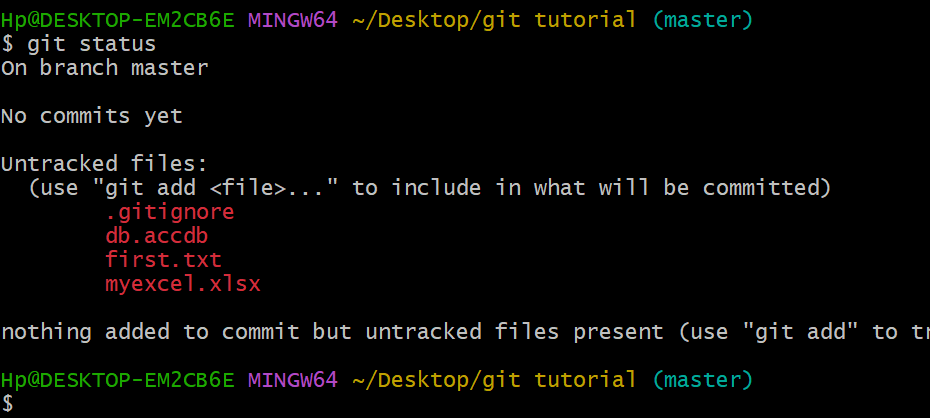 Hp@DESKTOP-EM2CB6E MINGW64 ~/Desktop/git tutorial (master)
$ git status
On branch master
No commits yet
Untracked files:
(use "git add <file>..." to include in what will be committed)
.gitignore
db.accdb
first.txt
myexcel.xlsx
nothing added to commit but untracked files present (use "git add" to tr
Hp@DESKTOP-EM2CB6E MINGW64 ~/Desktop/git tutorial (master)
$